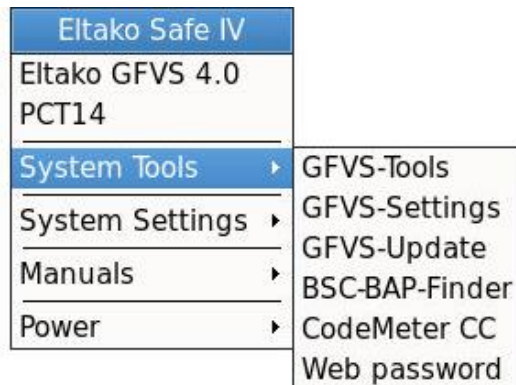 Eltako Safe IV
Eltako GFVS 4.0
PCT14
System Tools
System Settings
Manuals
Power
GFVS-Tools
GFVS-Settings
GFVS-Update
BSC-BAP-Finder
CodeMeter CC
Web password